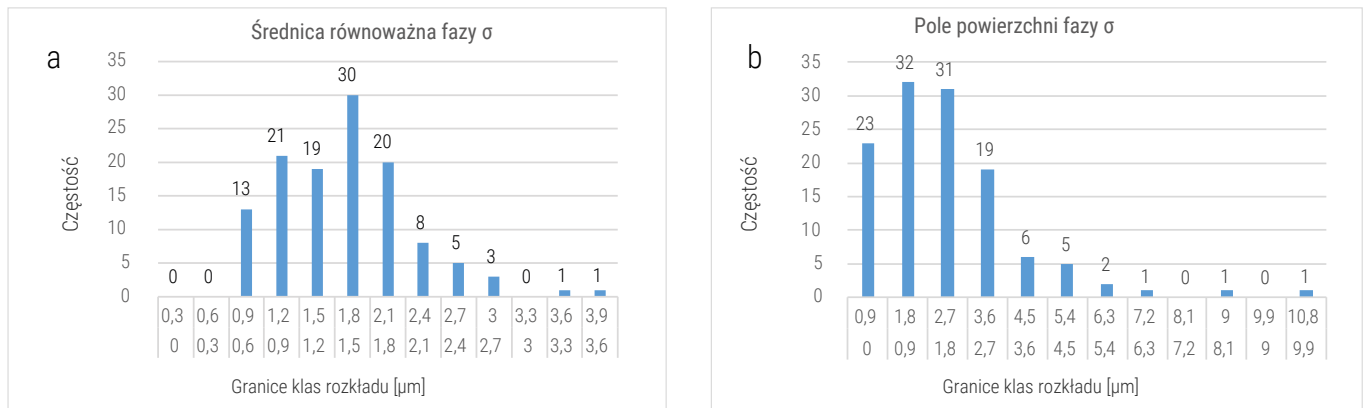 a
Średnica równoważna fazy σ
35
30
25
20
15
10
5
0
Częstość
0 0 13 21 19 30 20 8 5 3 0 1 1
0,3 0,6 0,9 1,2 1,5 1,8 2,1 2,4 2,7 3 3,3 3,6 3,9
0 0,3 0,6 0,9 1,2 1,5 1,8 2,1 2,4 2,7 3 3,3 3,6
Granice klas rozkładu [µm]
b
Pole powierzchni fazy σ
35
30
25
20
15
10
5
0
Częstość
23 32 31 19 6 5 2 1 0 1 0 1
0,9 1,8 2,7 3,6 4,5 5,4 6,3 7,2 8,1 9 9,9 10,8
0 0,9 1,8 2,7 3,6 4,5 5,4 6,3 7,2 8,1 9 9,9
Granice klas rozkładu [µm]